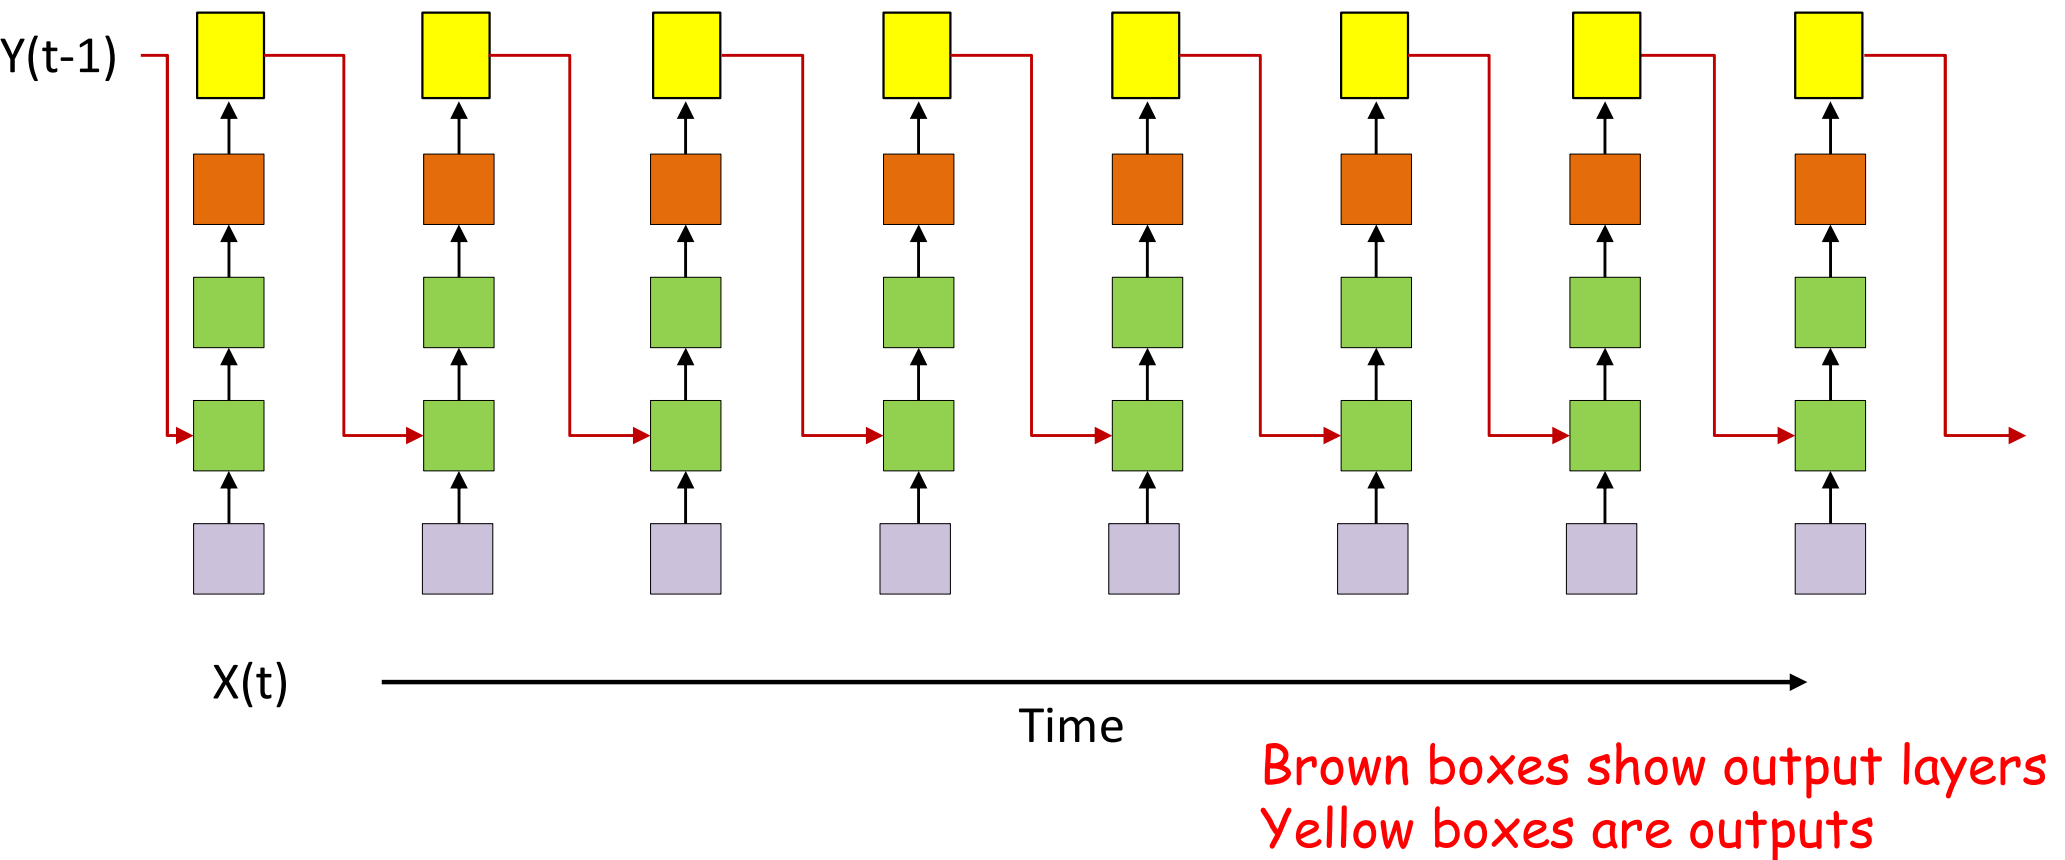 Y(t-1)
X(t)
Time
Brown boxes show output layers
Yellow boxes are outputs